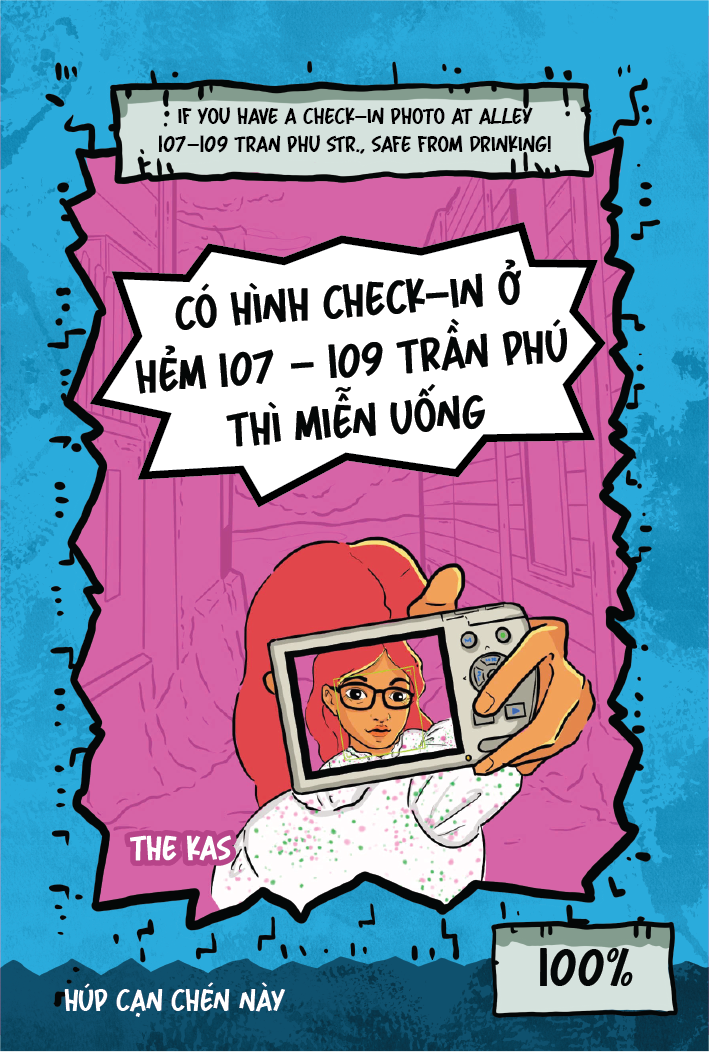 IF YOU HAVE A CHECK-IN PHOTO AT ALLEY
107-109 TRAN PHU STR., SAFE FROM DRINKING!
CÓ HÌNH CHECK-IN Ở
HẺM 107 - 109 TRẦN PHÚ
THÌ MIỄN UỐNG
THE KAS
100%
HÚP CẠN CHÉN NÀY